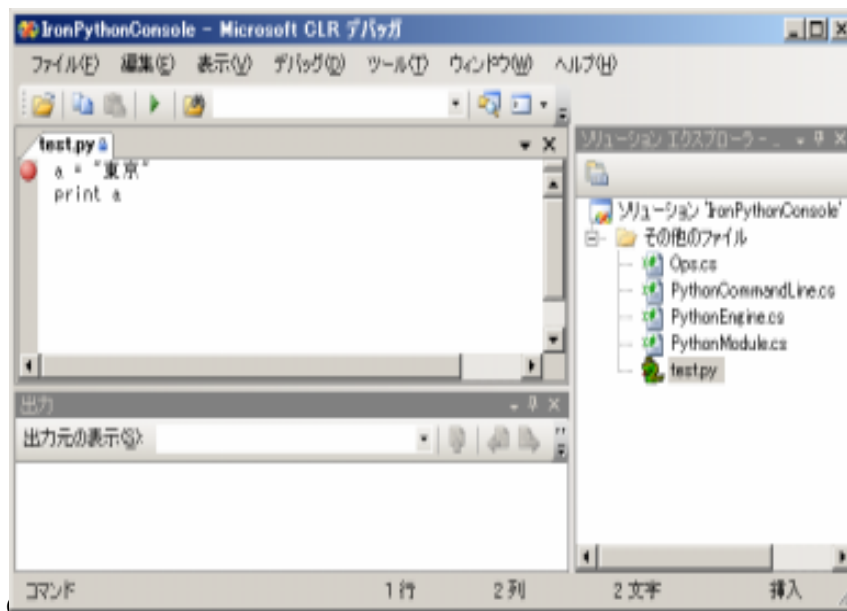 IronPythonConsole - Microsoft CLR デバッガ
ファイル(F) 編集(E) 表示(V) デバッグ(D) ツール(T) ウィンドウ(W) ヘルプ(H)
test.py
a = "東京"
print a
ソリューション エクスプローラ - ...
ソリューション 'IronPythonConsole'
その他のファイル
Ops.cs
PythonCommandLine.cs
PythonEngine.cs
PythonModule.cs
test.py
出力
出力元の表示(S):
コマンド 1 行 2 列 2 文字 挿入